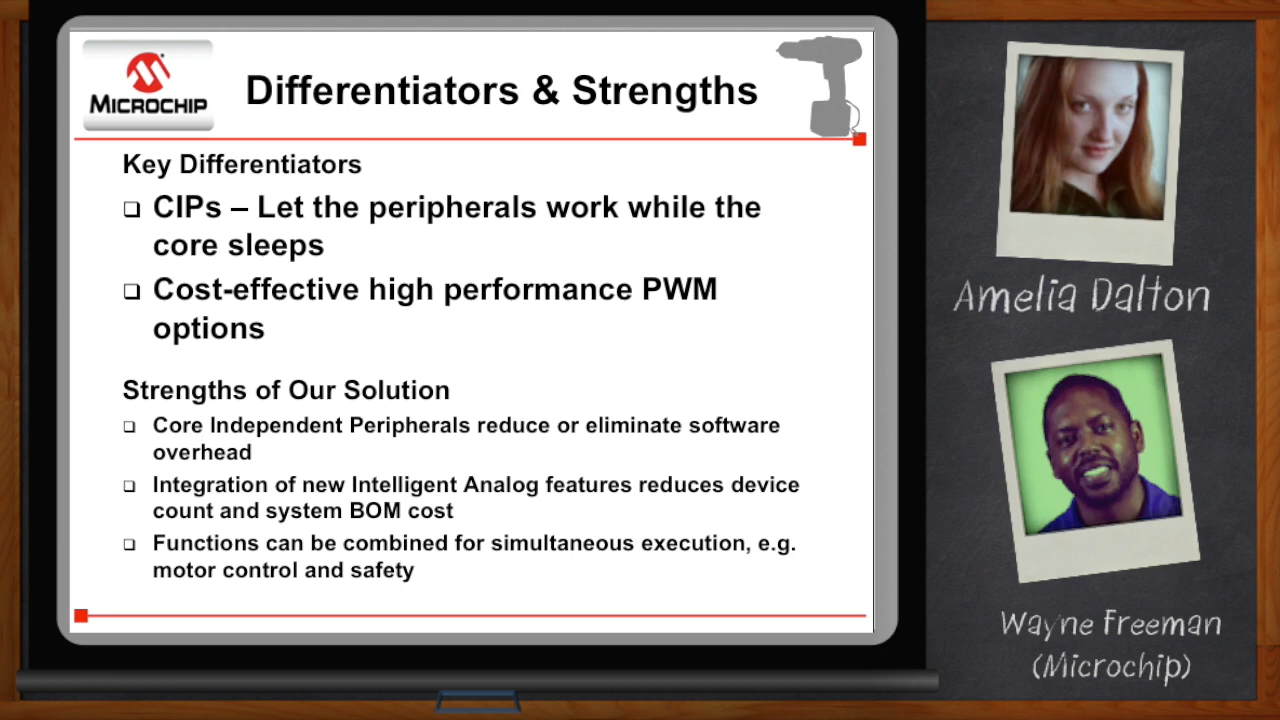 MICROCHIP
Differentiators & Strengths
Key Differentiators
CIPs – Let the peripherals work while the
core sleeps
Cost-effective high performance PWM
options
Strengths of Our Solution
Core Independent Peripherals reduce or eliminate software
overhead
Integration of new Intelligent Analog features reduces device
count and system BOM cost
Functions can be combined for simultaneous execution, e.g.
motor control and safety
Amelia Dalton
Wayne Freeman
(Microchip)